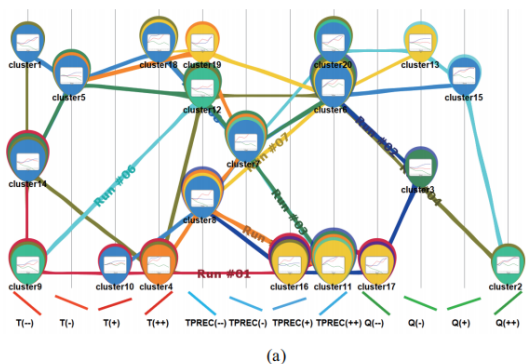 cluster1
cluster18
cluster19
cluster20
cluster13
cluster5
cluster12
cluster6
cluster15
Run #02
cluster7
Run #07
cluster14
cluster3
04
Run #06
cluster8
Run #03
Run
cluster9
cluster10
cluster4
Run #01
cluster16
cluster11
cluster17
cluster2
T(--) T(-) T(+) T(++) TPREC(--) TPREC(-) TPREC(+) TPREC(++) Q(--) Q(-) Q(+) Q(++)
(a)